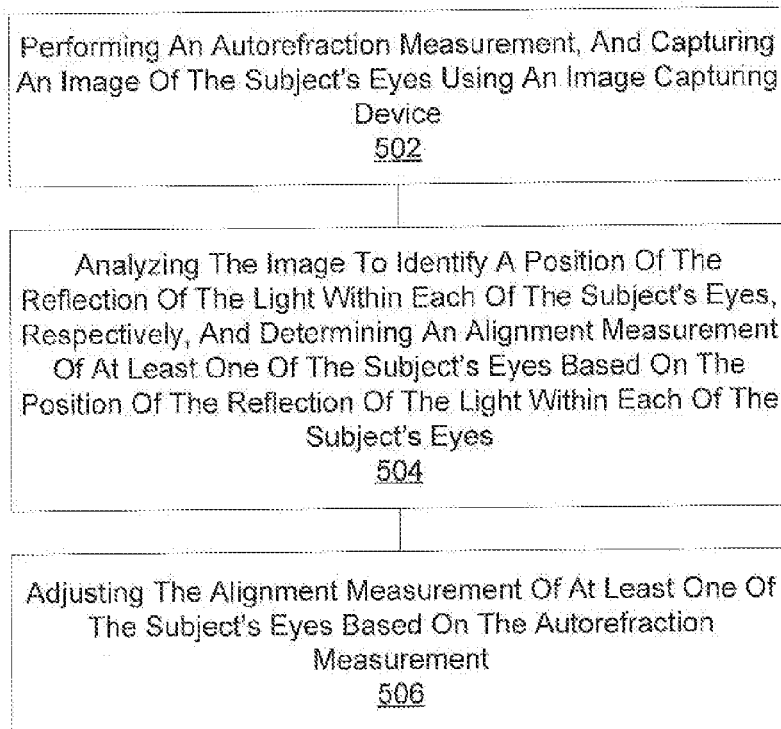 Performing An Autorefraction Measurement, And Capturing
An Image Of The Subject's Eyes Using An Image Capturing
Device
502
Analyzing The Image To Identify A Position Of The
Reflection Of The Light Within Each Of The Subject's Eyes,
Respectively, And Determining An Alignment Measurement
Of At Least One Of The Subject's Eyes Based On The
Position Of The Reflection Of The Light Within Each Of The
Subject's Eyes
504
Adjusting The Alignment Measurement Of At Least One Of
The Subject's Eyes Based On The Autorefraction
Measurement
506